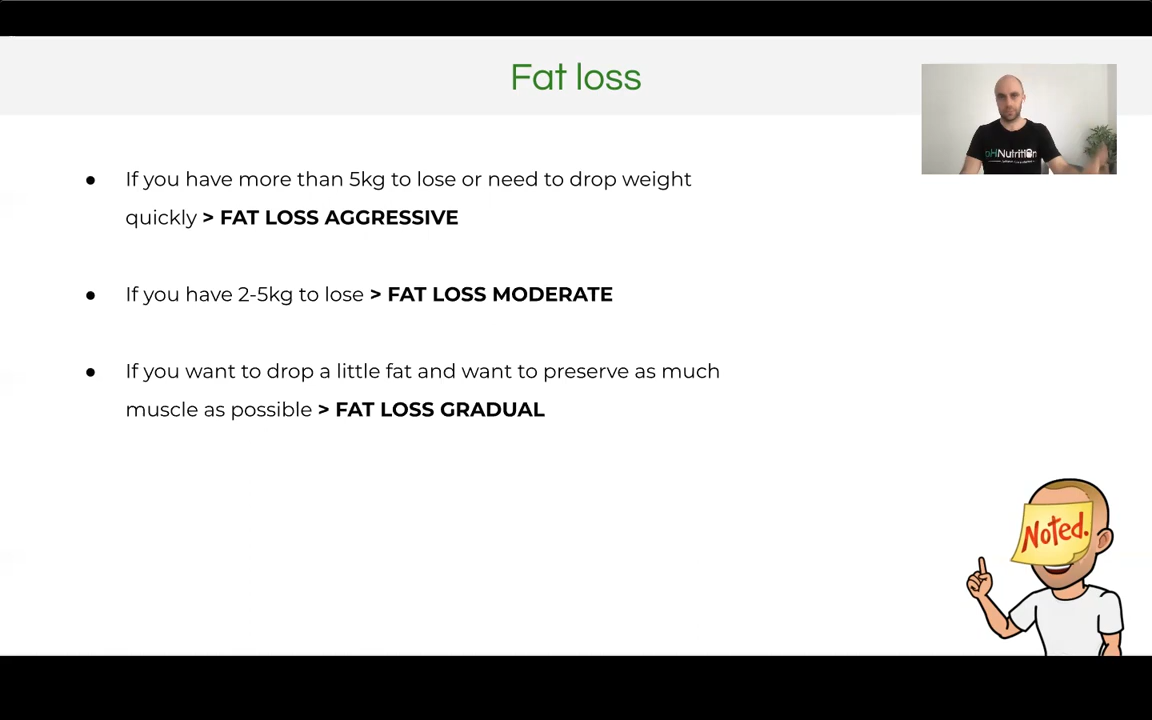 Fat loss
● If you have more than 5kg to lose or need to drop weight
quickly > FAT LOSS AGGRESSIVE
● If you have 2-5kg to lose > FAT LOSS MODERATE
● If you want to drop a little fat and want to preserve as much
muscle as possible > FAT LOSS GRADUAL
Noted.